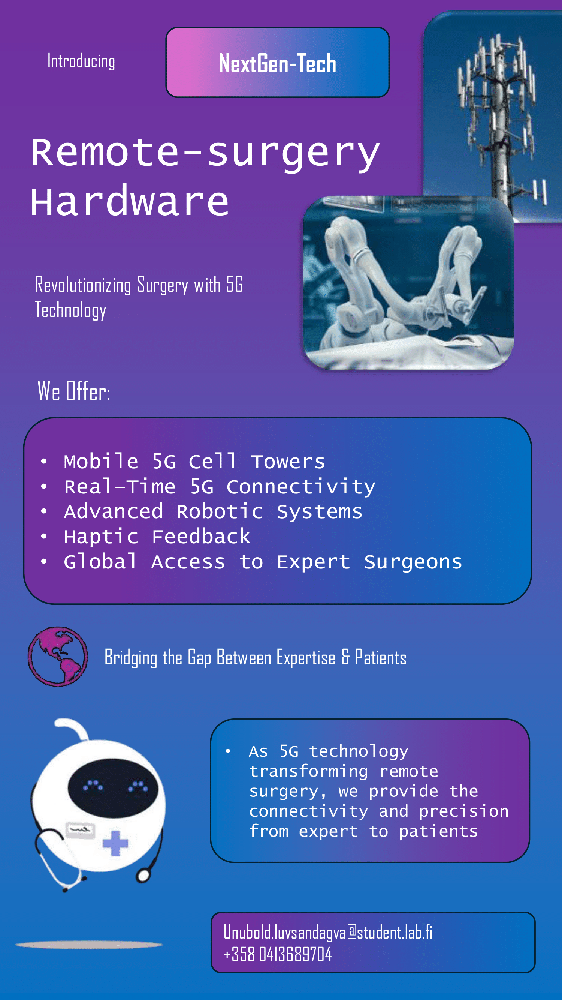 Introducing
NextGen-Tech
Remote-surgery
Hardware
Revolutionizing Surgery with 5G
Technology
We Offer:
• Mobile 5G Cell Towers
• Real-Time 5G Connectivity
• Advanced Robotic Systems
• Haptic Feedback
• Global Access to Expert Surgeons
Bridging the Gap Between Expertise & Patients
• As 5G technology
transforming remote
surgery, we provide the
connectivity and precision
from expert to patients
Unubold.luvsandagva@student.lab.fi
+358 0413689704